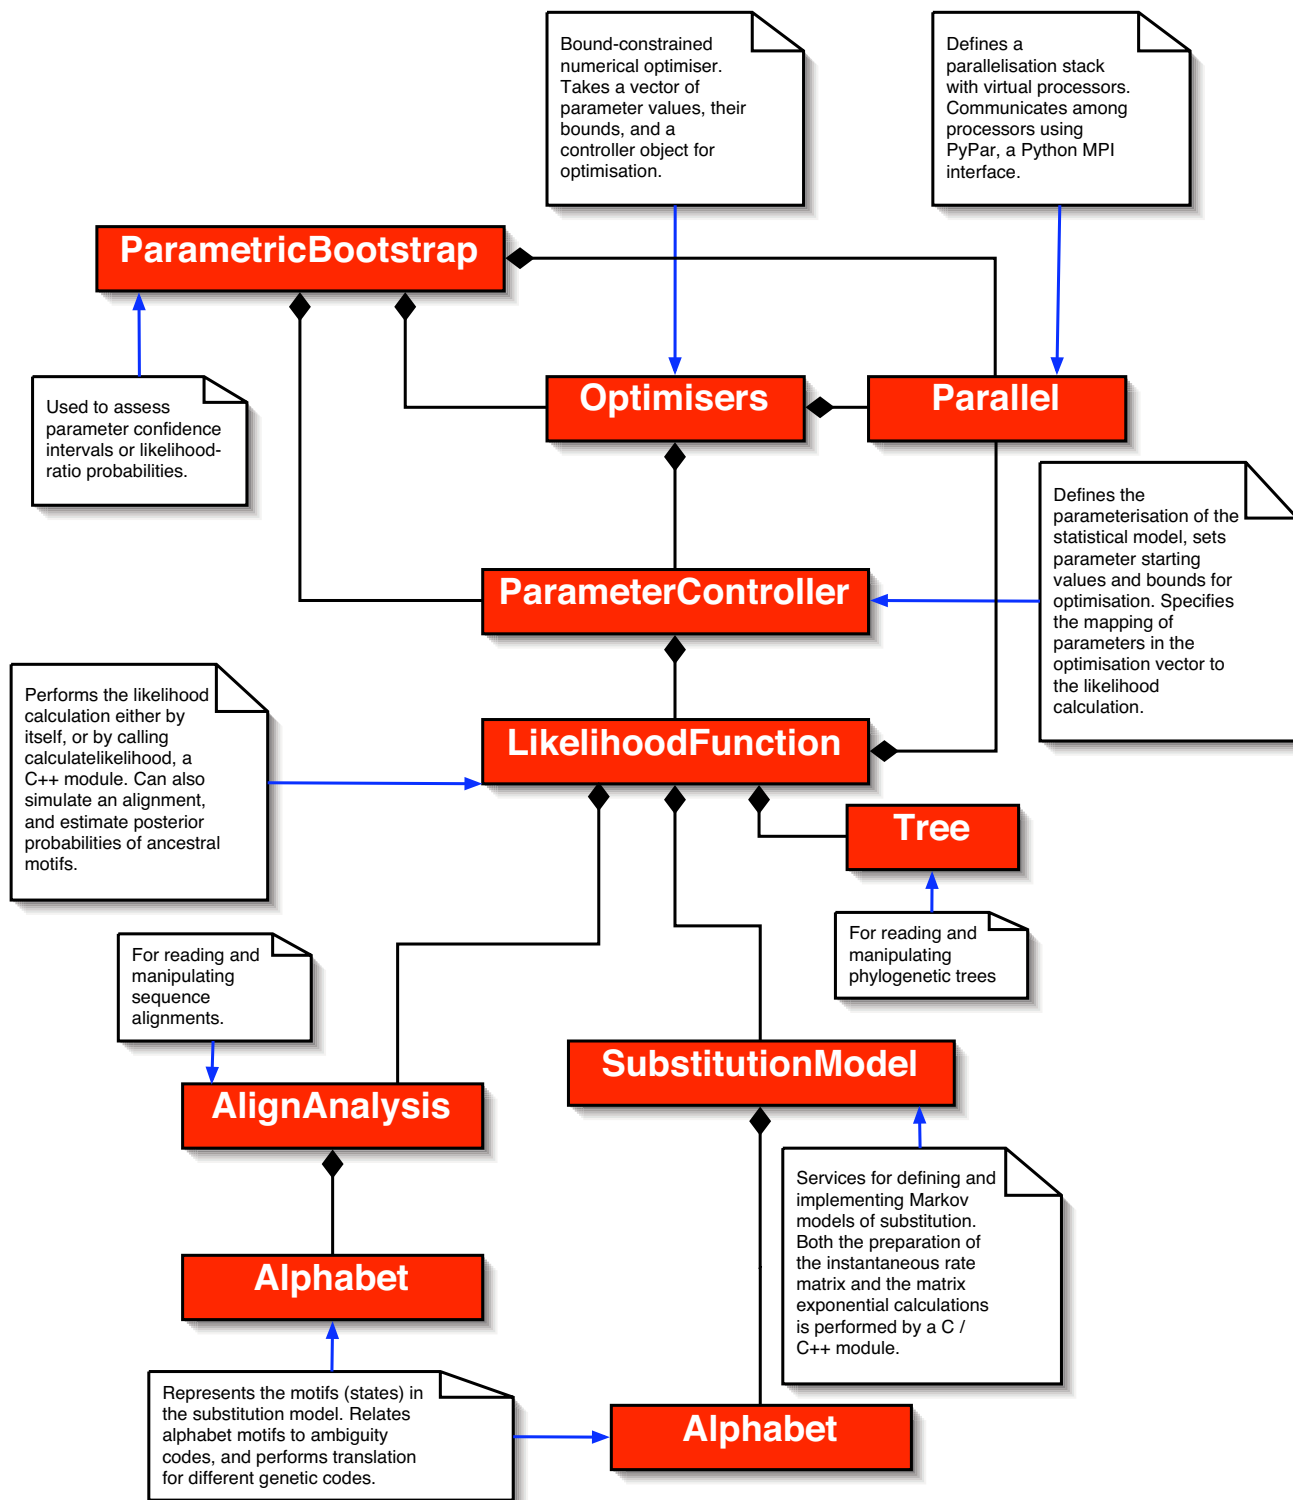 Bound-constrained
numerical optimiser.
Takes a vector of
parameter values, their
bounds, and a
controller object for
optimisation.
Defines a
parallelisation stack
with virtual processors.
Communicates among
processors using
PyPar, a Python MPI
interface.
ParametricBootstrap
Optimisers
Parallel
Used to assess
parameter confidence
intervals or likelihood-
ratio probabilities.
Defines the
parameterisation of the
statistical model, sets
parameter starting
values and bounds for
optimisation. Specifies
the mapping of
parameters in the
optimisation vector to
the likelihood
calculation.
ParameterController
Performs the likelihood
calculation either by
itself, or by calling
calculatelikelihood, a
C++ module. Can also
simulate an alignment,
and estimate posterior
probabilities of ancestral
motifs.
LikelihoodFunction
Tree
For reading and
manipulating
phylogenetic trees
For reading and
manipulating
sequence
alignments.
SubstitutionModel
AlignAnalysis
Services for defining and
implementing Markov
models of substitution.
Both the preparation of
the instantaneous rate
matrix and the matrix
exponential calculations
is performed by a C /
C++ module.
Alphabet
Represents the motifs (states) in
the substitution model. Relates
alphabet motifs to ambiguity
codes, and performs translation
for different genetic codes.
Alphabet